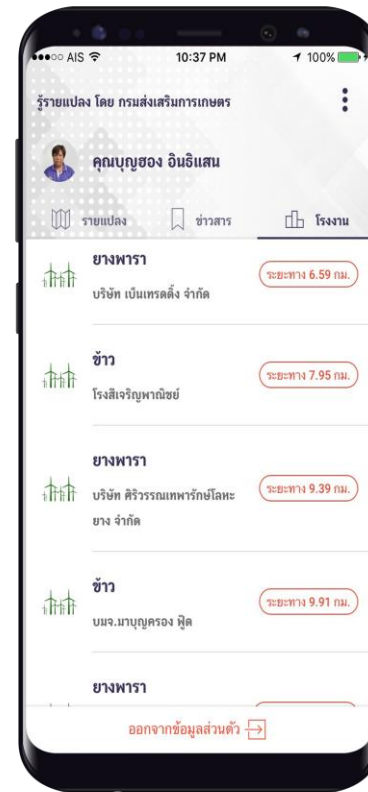 AIS 10:37 PM 100%
รู้รายแปลง โดย กรมส่งเสริมการเกษตร
คุณบุญฮอง อินธิแสน
รายแปลง ข่าวสาร โรงงาน
ยางพารา
ระยะทาง 6.59 กม.
บริษัท เบ็นเทรดดิ้ง จำกัด
ข้าว
ระยะทาง 7.95 กม.
โรงสีเจริญพาณิชย์
ยางพารา
ระยะทาง 9.39 กม.
บริษัท ศิริวรรณเทพารักษ์โลหะ
ยาง จำกัด
ข้าว
ระยะทาง 9.91 กม.
บมจ.มาบุญครอง ฟู๊ด
ยางพารา
ออกจากข้อมูลส่วนตัว